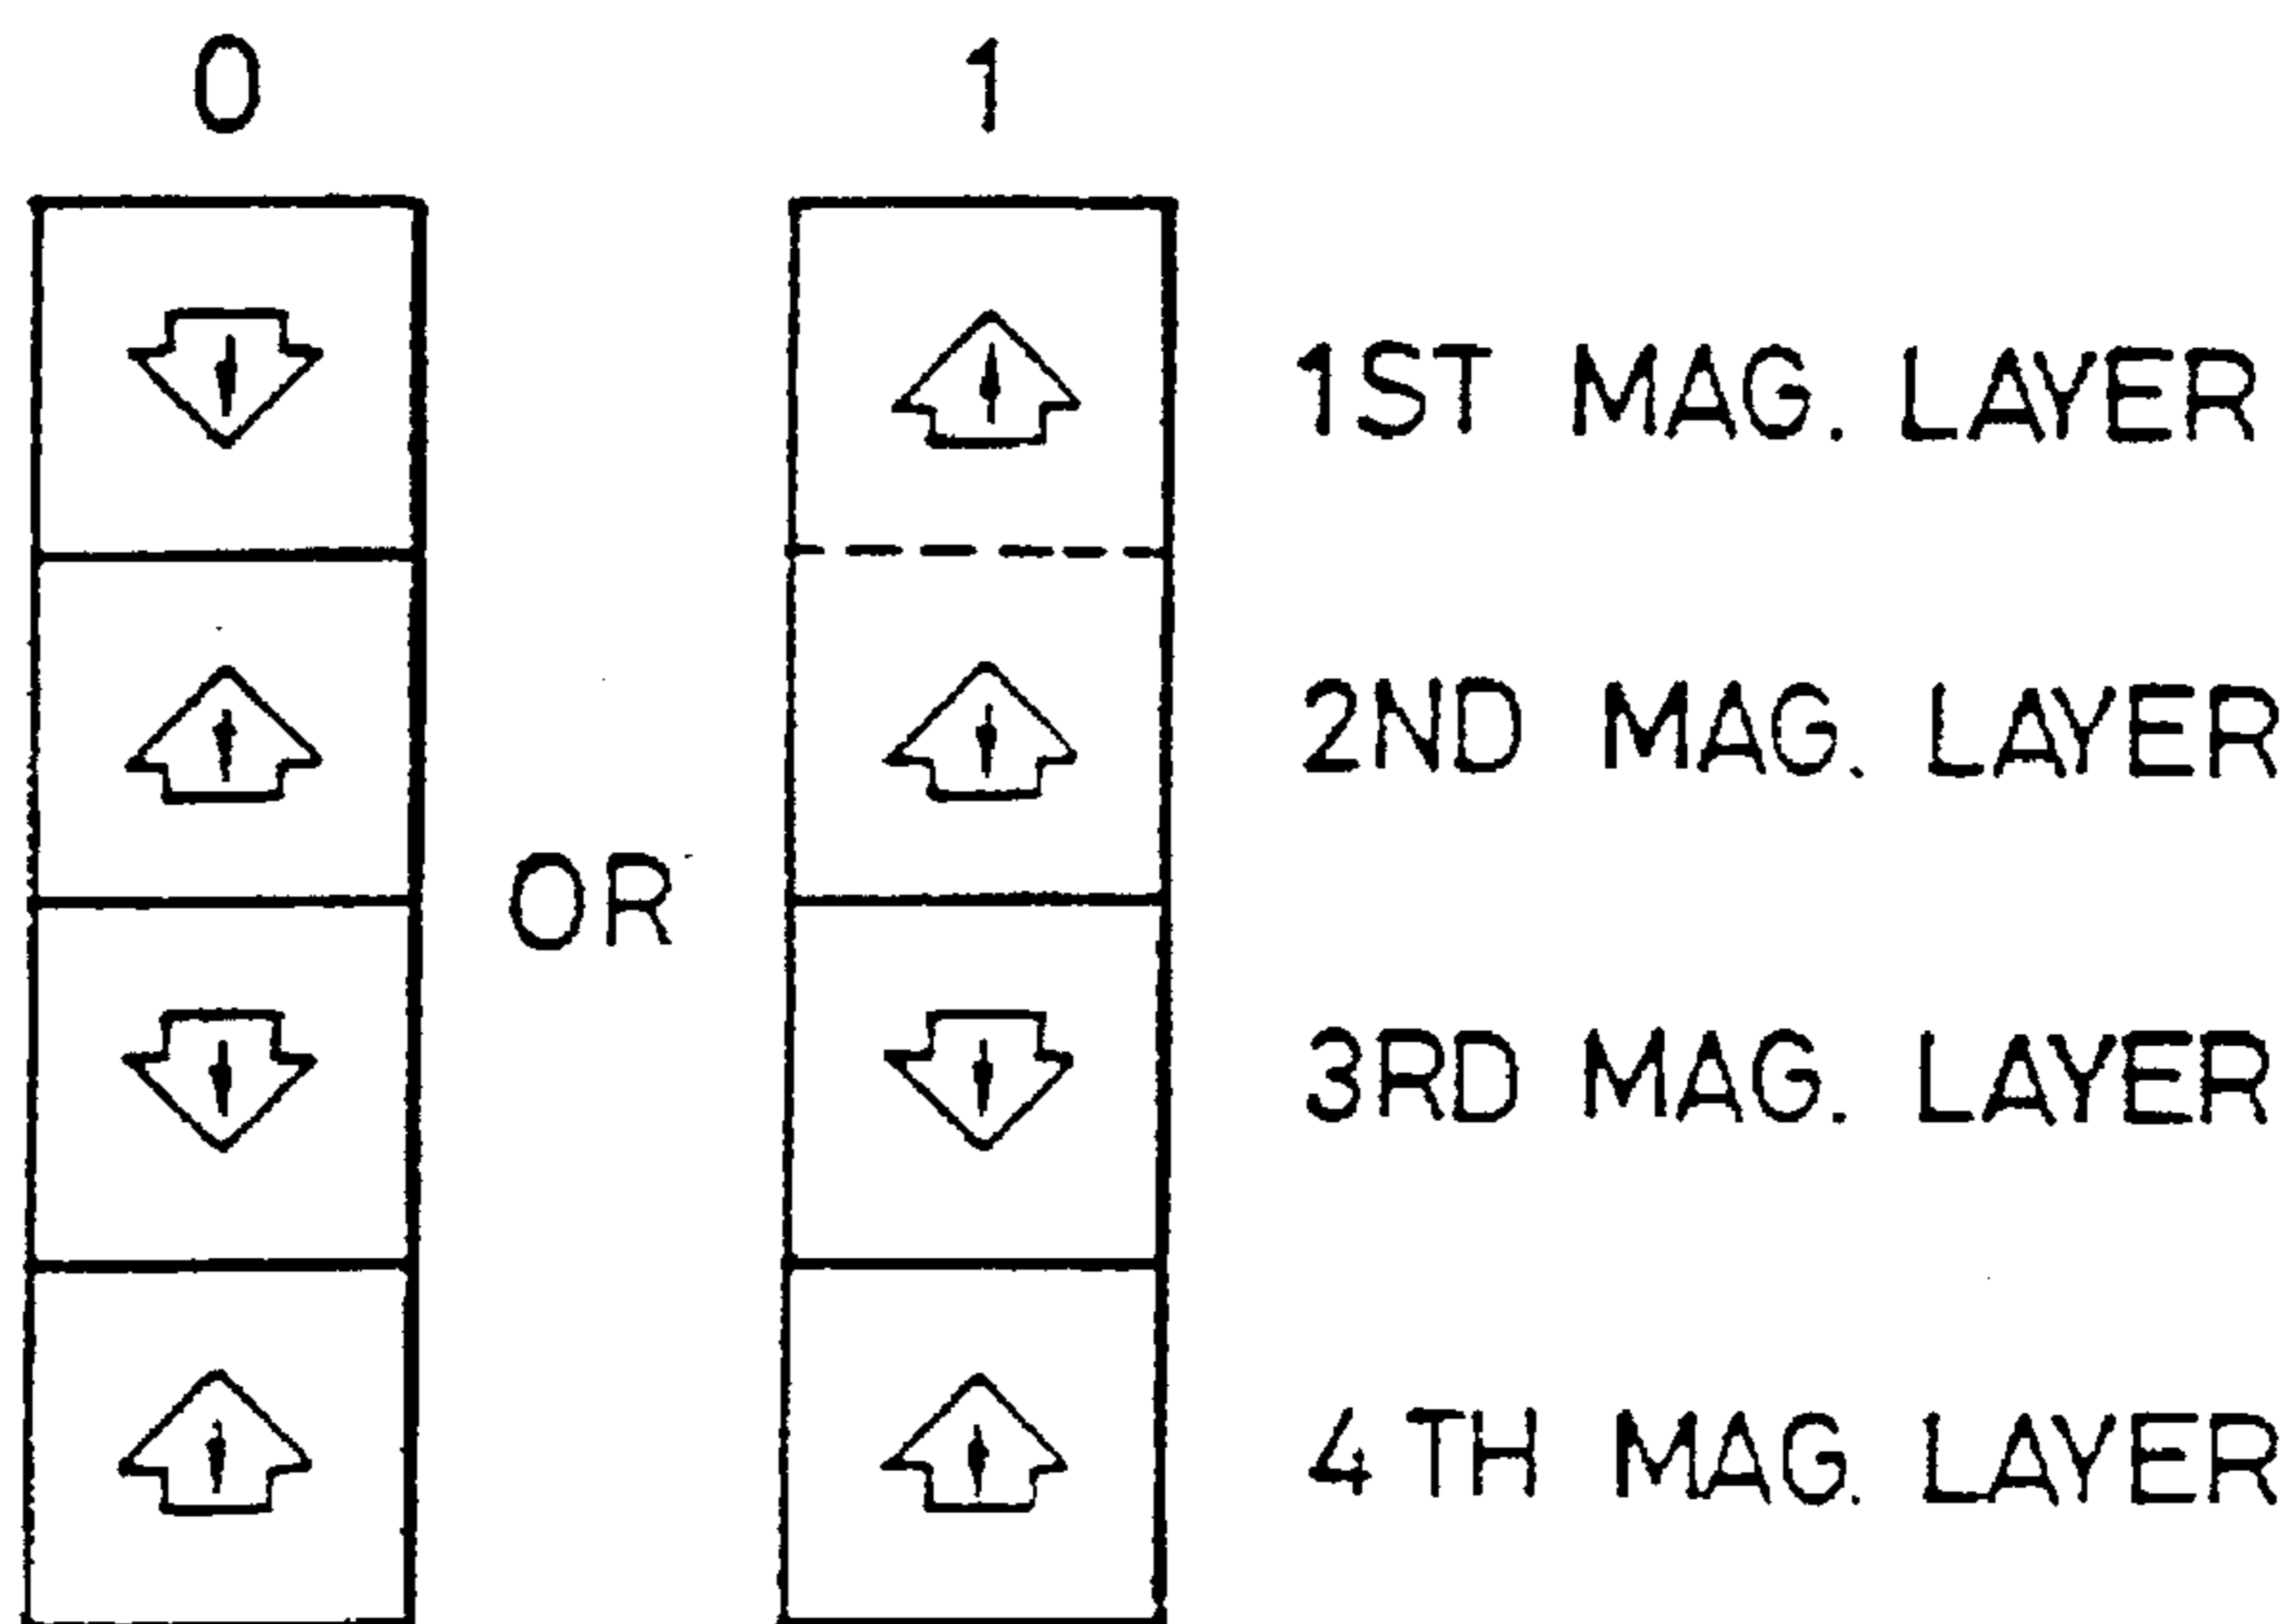 0 1
1ST MAG. LAYER
2ND MAG. LAYER
OR
3RD MAG. LAYER
4TH MAG. LAYER